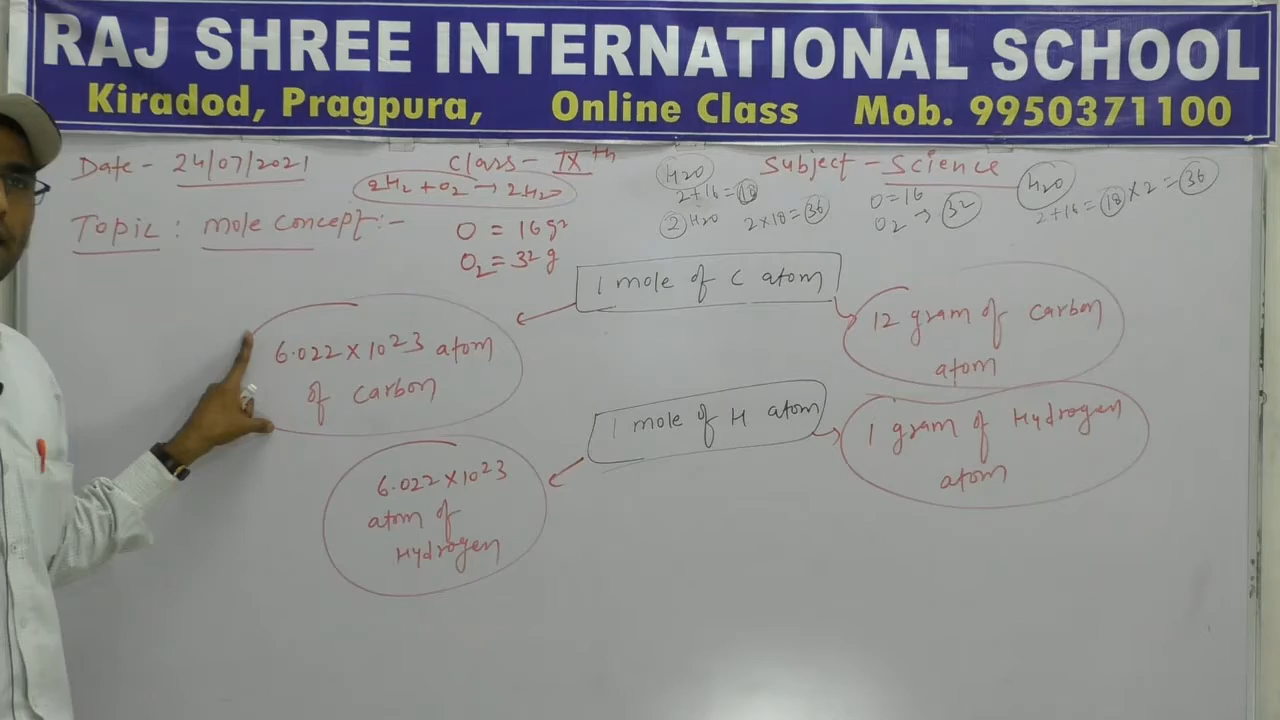 RAJ SHREE INTERNATIONAL SCHOOL
Kiradod, Pragpura, Online Class Mob. 9950371100
Date - 24/07/2021 Class - IXth Subject - Science
2H2 + O2 → 2H2O
Topic : mole concept :-
O = 16 gr
O2 = 32 g
H2O
2+16 = 18
2 H2O 2x18 = 36
O = 16
O2 → 32
H2O
2+16 = 18 x 2 = 36
1 mole of C atom
6.022 x 10 23 atom
of carbon
12 gram of carbon
atom
1 mole of H atom
6.022 x 10 23
atom of
Hydrogen
1 gram of Hydrogen
atom